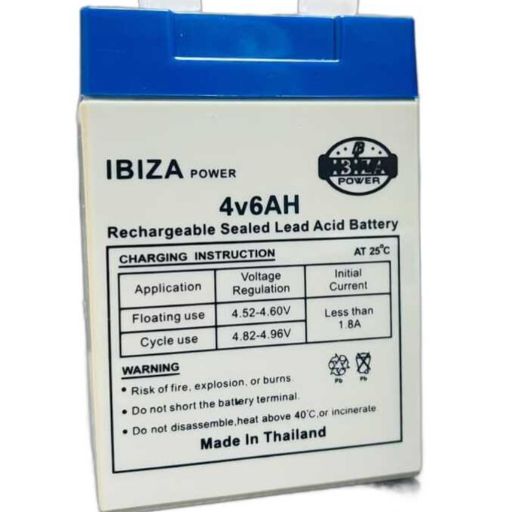 IBIZA POWER
IBIZA
POWER
4v6AH
Rechargeable Sealed Lead Acid Battery
CHARGING INSTRUCTION AT 25°C
Application Voltage Regulation Initial Current
Floating use 4.52-4.60V Less than 1.8A
Cycle use 4.82-4.96V
WARNING
• Risk of fire, explosion, or burns.
• Do not short the battery terminal.
• Do not disassemble,heat above 40°C,or incinerate.
Pb Pb
Made In Thailand